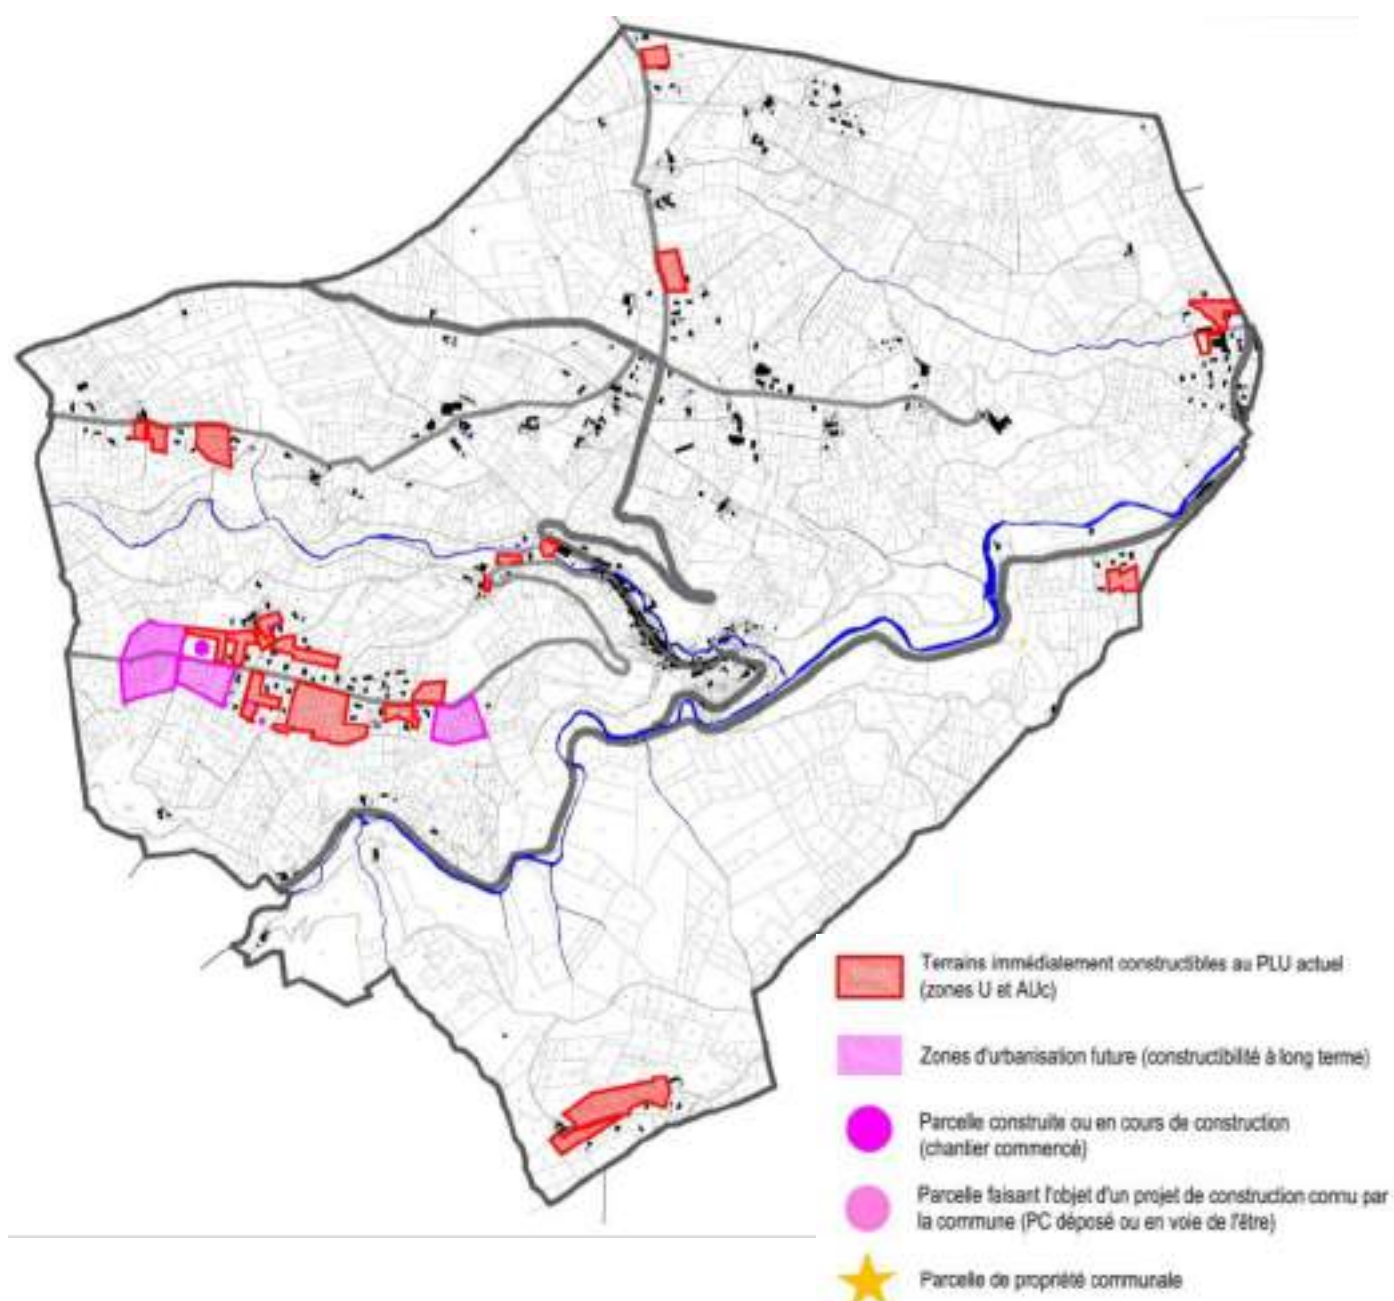 Terrains immédiatement constructibles au PLU actuel
(zones U et AUc)
Zones d'urbanisation future (constructibilité à long terme)
Parcelle construite ou en cours de construction
(chantier commencé)
Parcelle faisant l'objet d'un projet de construction connu par
la commune (PC déposé ou en voie de l'être)
Parcelle de propriété communale